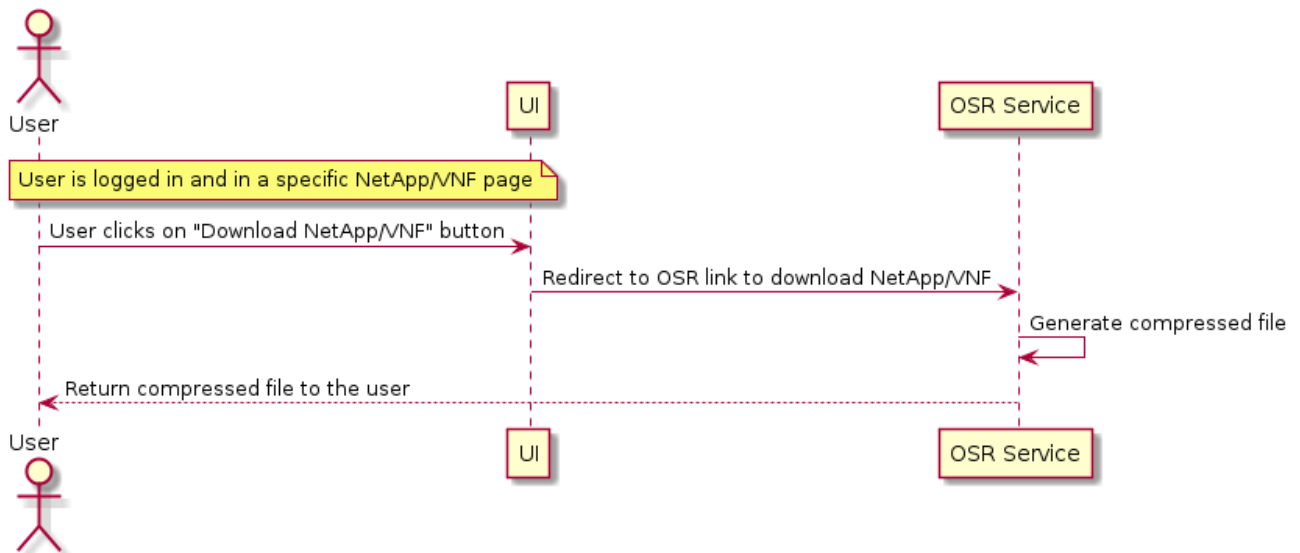 User
UI
OSR Service
User is logged in and in a specific NetApp/VNF page
User clicks on "Download NetApp/VNF" button
Redirect to OSR link to download NetApp/VNF
Generate compressed file
Return compressed file to the user
User
UI
OSR Service